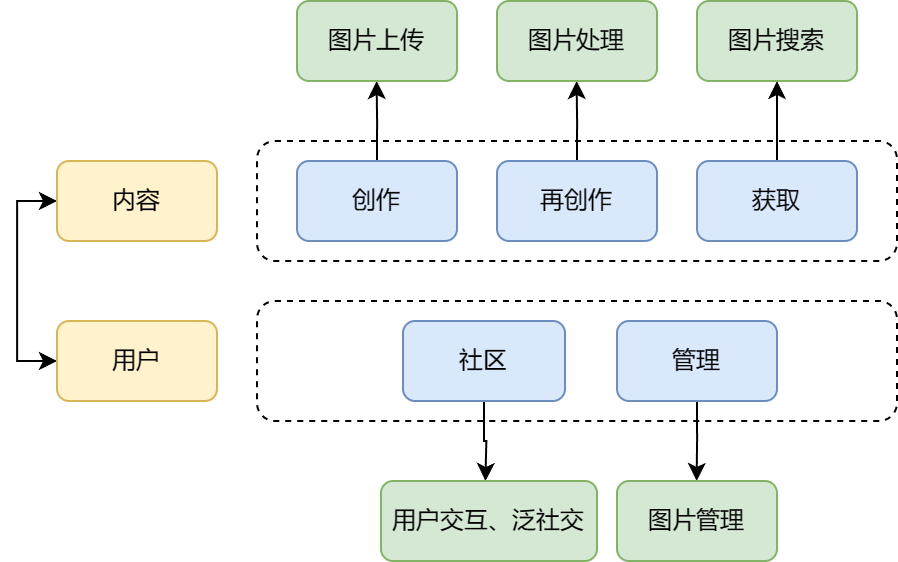 图片上传
图片处理
图片搜索
内容
创作
再创作
获取
用户
社区
管理
用户交互、泛社交
图片管理